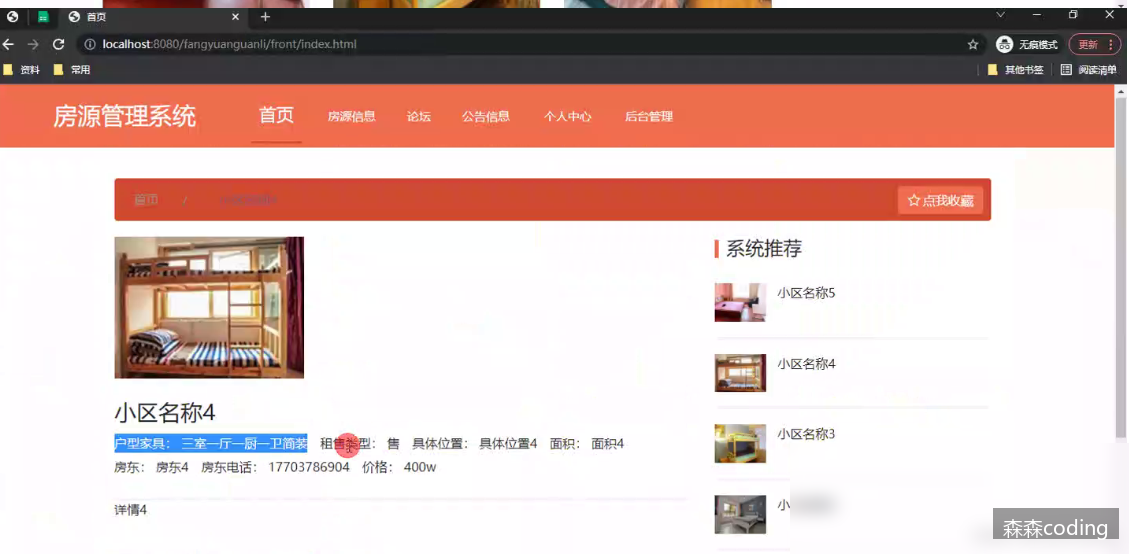 首页
localhost:8080/fangyuanguanli/front/index.html
无痕模式
更新
资料
常用
其他书签
阅读清单
房源管理系统
首页
房源信息
论坛
公告信息
个人中心
后台管理
首页 /
点我收藏
小区名称4
户型家具： 三室一厅一厨一卫简装 租售类型： 售 具体位置： 具体位置4 面积： 面积4
房东： 房东4 房东电话： 17703786904 价格： 400w
详情4
系统推荐
小区名称5
小区名称4
小区名称3
小
森森coding